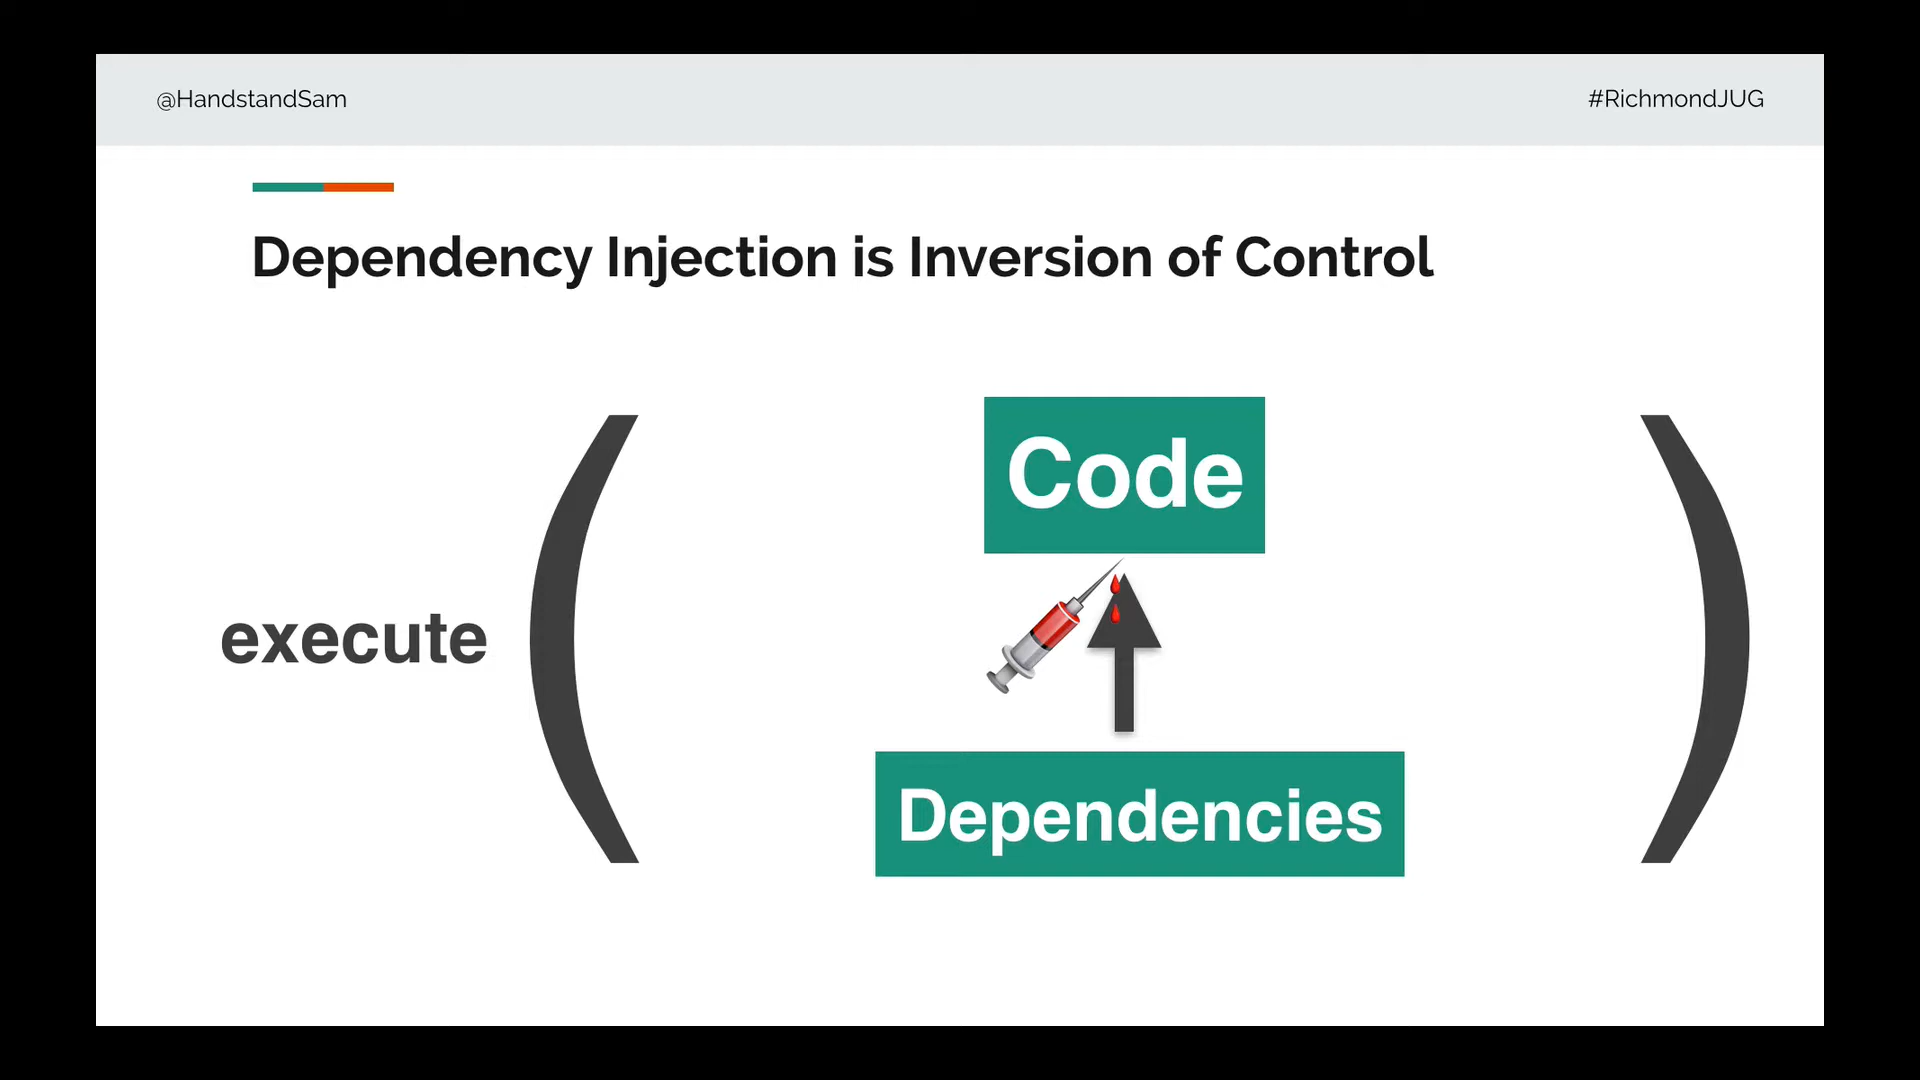 @HandstandSam
#RichmondJUG
Dependency Injection is Inversion of Control
Code
execute ( )
Dependencies